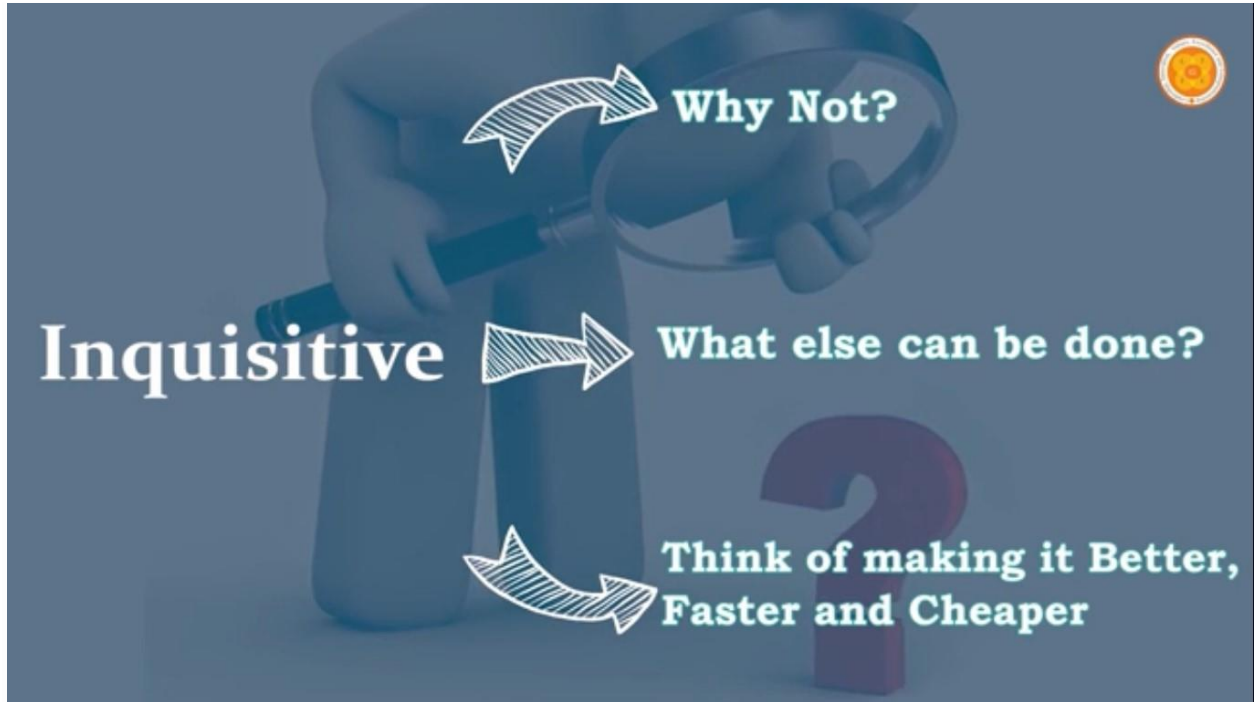 Why Not?
Inquisitive
What else can be done?
Think of making it Better,
Faster and Cheaper